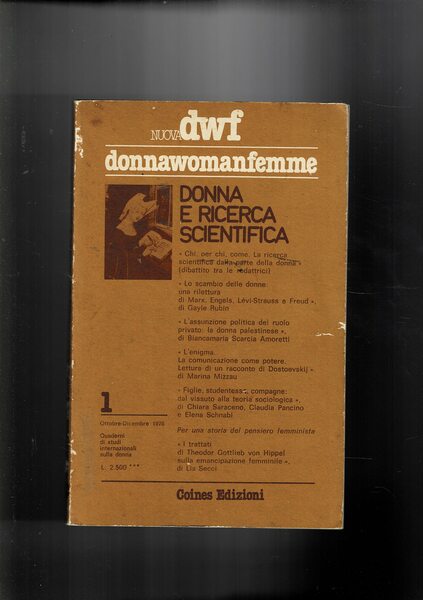 NUOVA dwf
donnawomanfemme
DONNA
E RICERCA
SCIENTIFICA
« Chi, per chi, come. La ricerca
scientifica dalla parte della donna »
(dibattito tra le redattrici)
« Lo scambio delle donne:
una rilettura
di Marx, Engels, Lévi-Strauss e Freud »,
di Gayle Rubin
« L'assunzione politica del ruolo
privato: la donna palestinese »,
di Biancamaria Scarcia Amoretti
« L'enigma.
La comunicazione come potere.
Lettura di un racconto di Dostoevskij »
di Marina Mizzau
« Figlie, studentesse, compagne:
dal vissuto alla teoria sociologica »,
di Chiara Saraceno, Claudia Pancino
e Elena Schnabl
Per una storia del pensiero femminista
« I trattati
di Theodor Gottlieb von Hippel
sulla emancipazione femminile »,
di Lia Secci
1
Ottobre-Dicembre 1976
Quaderni
di studi
internazionali
sulla donna
L. 2.500 ***
Coines Edizioni